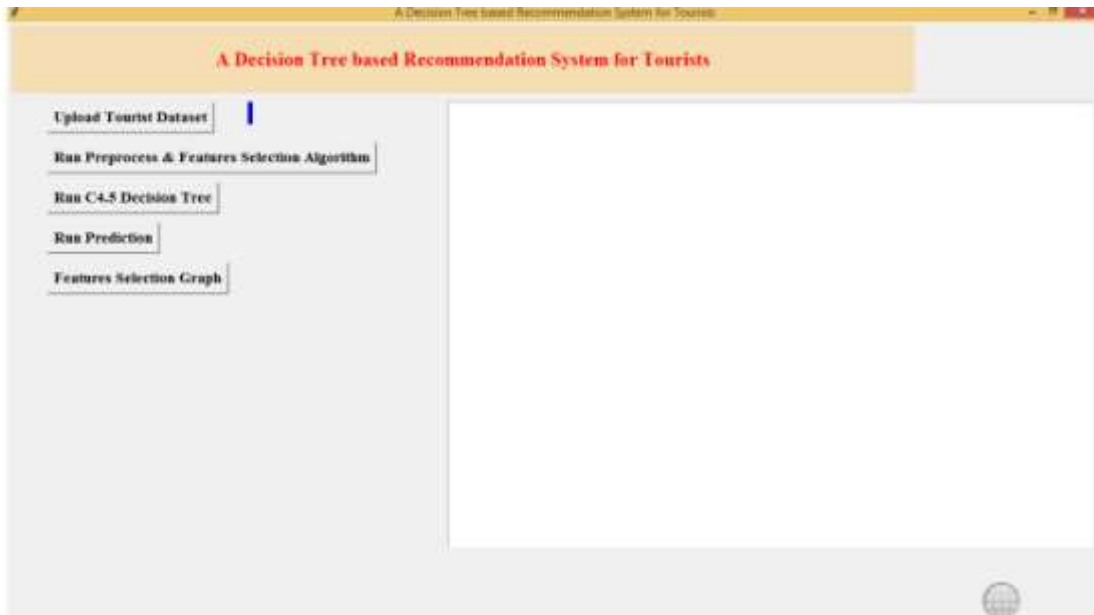 A Decision Tree based Recommendation System for Tourists
A Decision Tree based Recommendation System for Tourists
Upload Tourist Dataset
Run Preprocess & Features Selection Algorithm
Run C4.5 Decision Tree
Run Prediction
Features Selection Graph